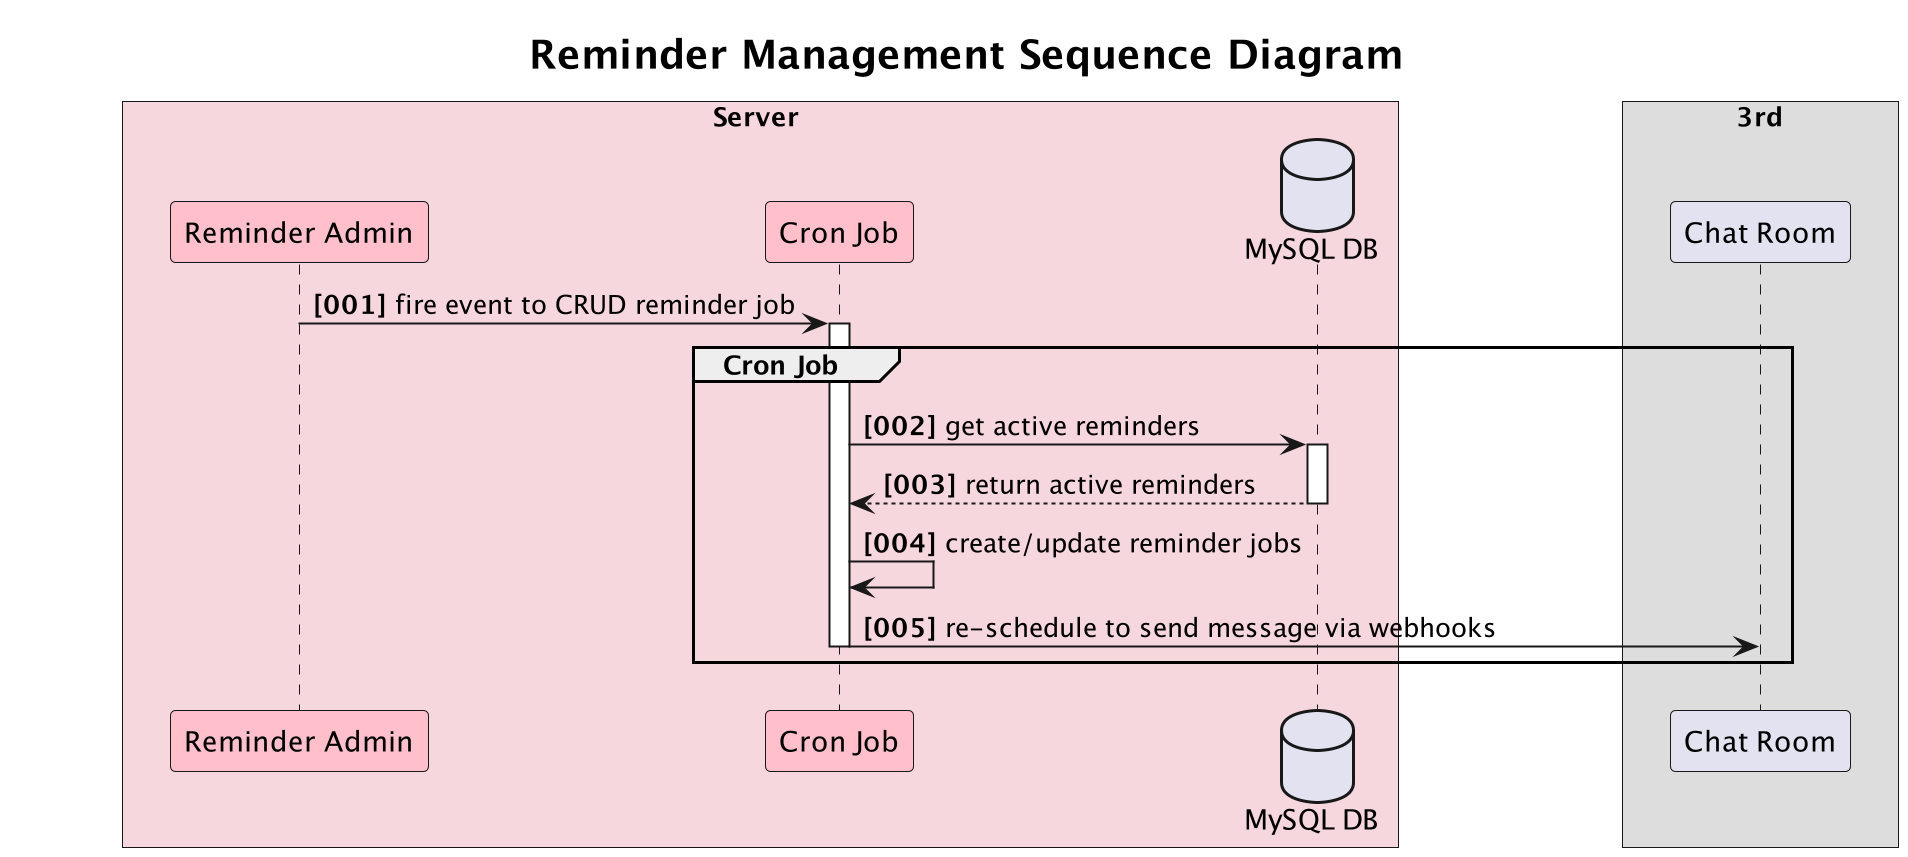 Reminder Management Sequence Diagram
Server
3rd
Reminder Admin
Cron Job
MySQL DB
Chat Room
[001] fire event to CRUD reminder job
Cron Job
[002] get active reminders
[003] return active reminders
[004] create/update reminder jobs
[005] re-schedule to send message via webhooks
Reminder Admin
Cron Job
MySQL DB
Chat Room